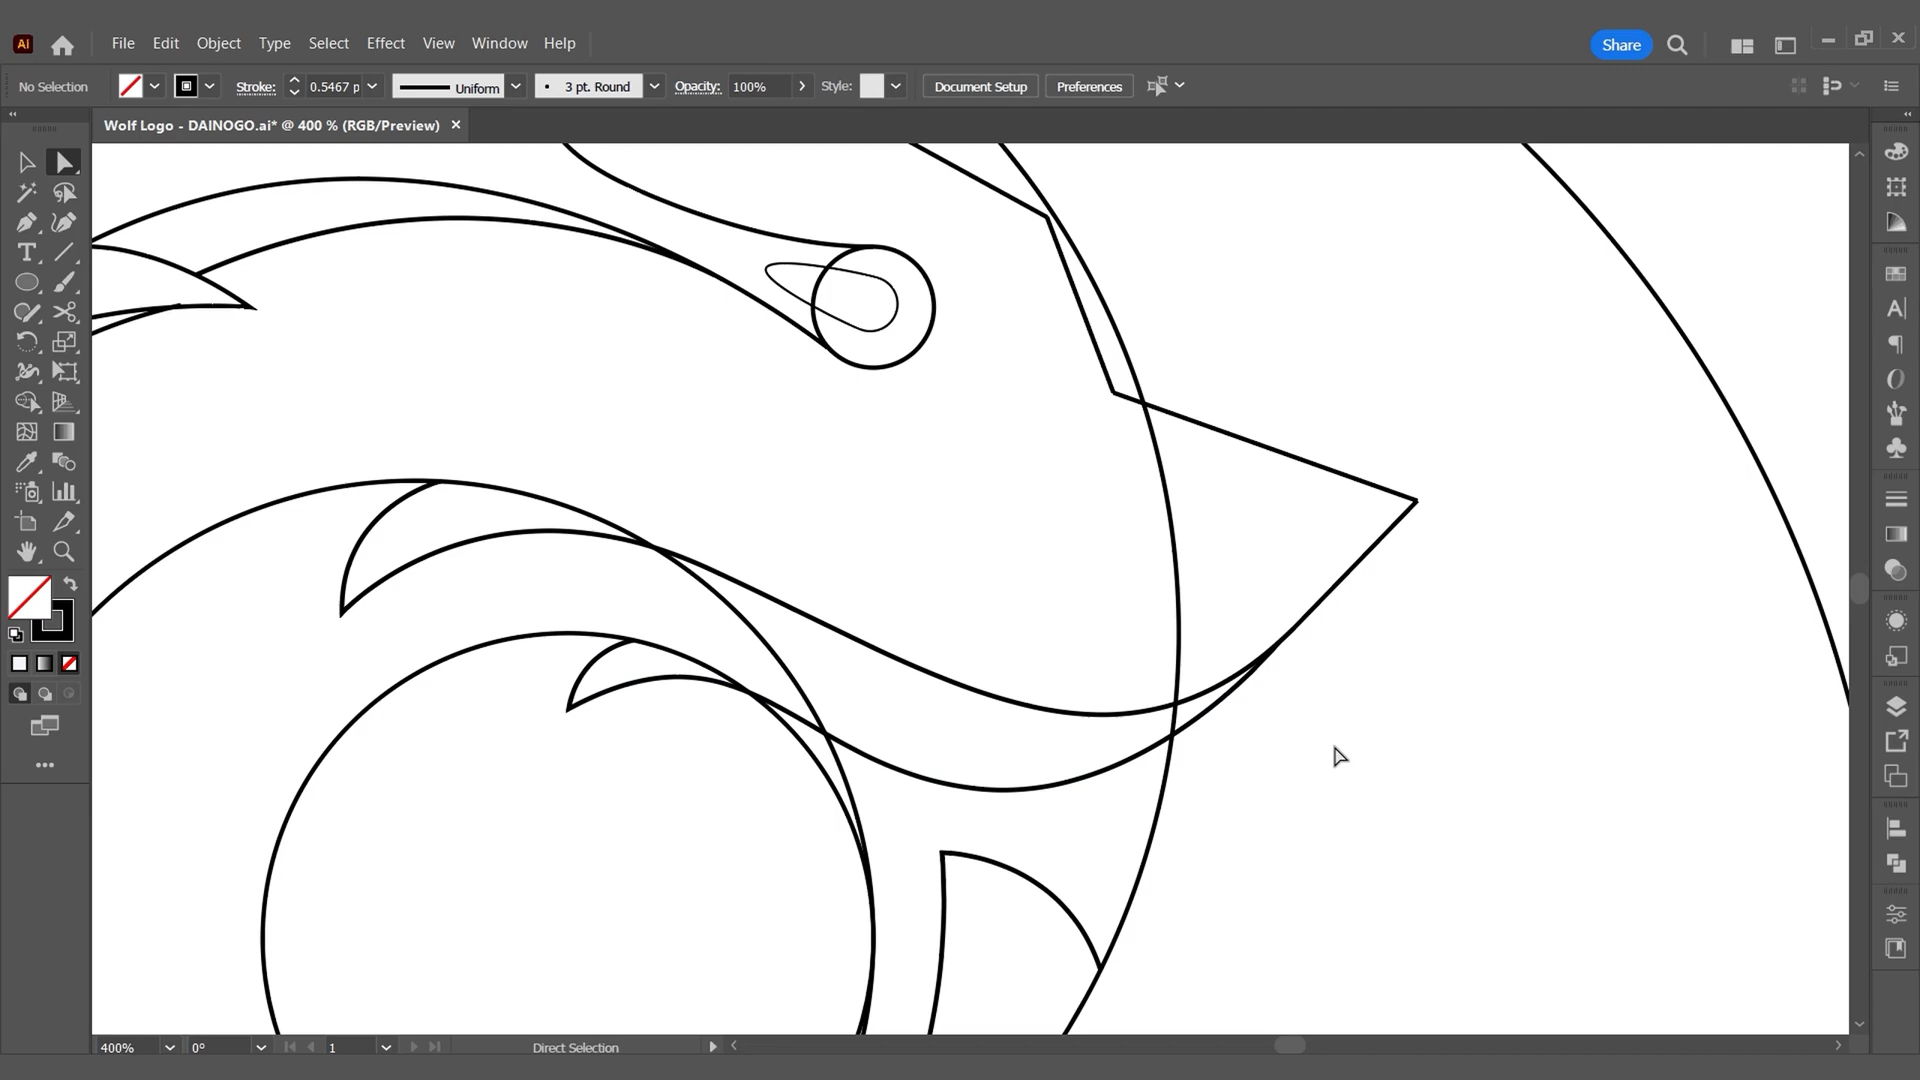 Ai File Edit Object Type Select Effect View Window Help Share
No Selection Stroke: 0.5467 p Uniform 3 pt. Round Opacity: 100% Style: Document Setup Preferences
Wolf Logo - DAINOGO.ai* @ 400 % (RGB/Preview)
400% 0° 1 Direct Selection